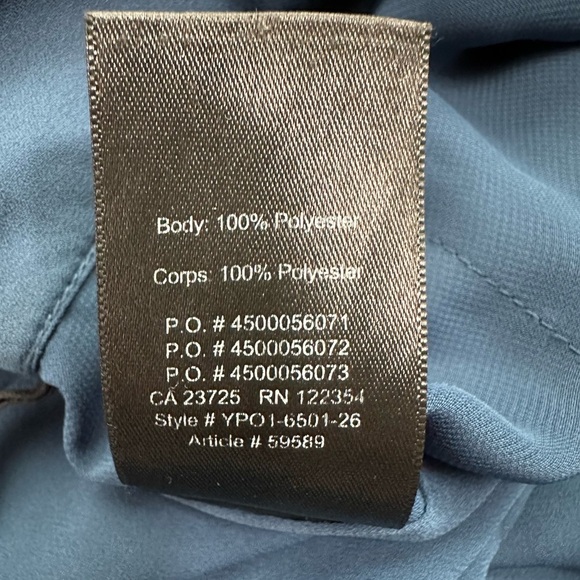 Body: 100% Polyester
Corps: 100% Polyester
P.O. # 4500056071
P.O. # 4500056072
P.O. # 4500056073
CA 23725 RN 122354
Style # YPO1-6501-26
Article # 59589